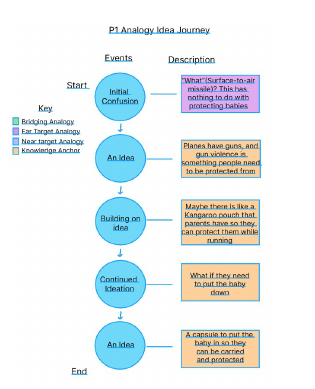 P1 Analogy Idea Journey
Events
Description
Start
Initial
Confusion
"What"(Surface-to-air
missile)? This has
nothing to do with
protecting babies
Key
Bridging Analogy
Far Target Analogy
Near target Analogy
Knowledge Anchor
An Idea
Planes have guns, and
gun violence is
something people need
to be protected from
Building on
idea
Maybe there is like a
Kangaroo pouch that
parents have so they
can protect them while
running
Continued
Ideation
What if they need
to put the baby
down
An Idea
A capsule to put the
baby in so they
can be carried
and protected
End